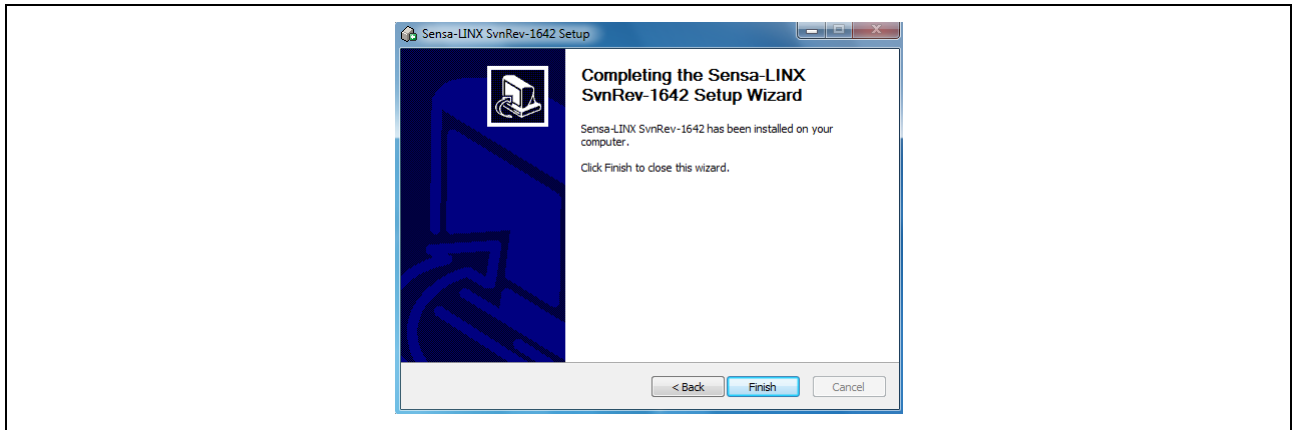 Sensa-LINX SvnRev-1642 Setup
Completing the Sensa-LINX
SvnRev-1642 Setup Wizard
Sensa-LINX SvnRev-1642 has been installed on your
computer.
Click Finish to close this wizard.
< Back Finish Cancel